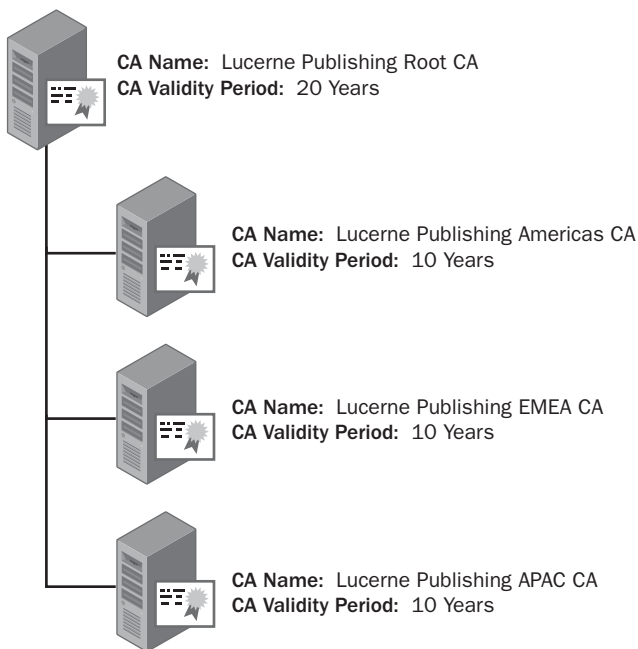 CA Name: Lucerne Publishing Root CA
CA Validity Period: 20 Years
CA Name: Lucerne Publishing Americas CA
CA Validity Period: 10 Years
CA Name: Lucerne Publishing EMEA CA
CA Validity Period: 10 Years
CA Name: Lucerne Publishing APAC CA
CA Validity Period: 10 Years